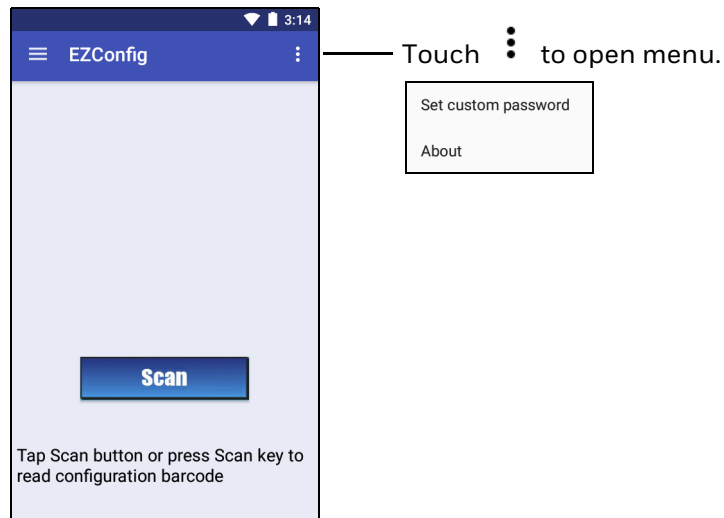 3:14
EZConfig
Touch to open menu.
Set custom password
About
Scan
Tap Scan button or press Scan key to
read configuration barcode